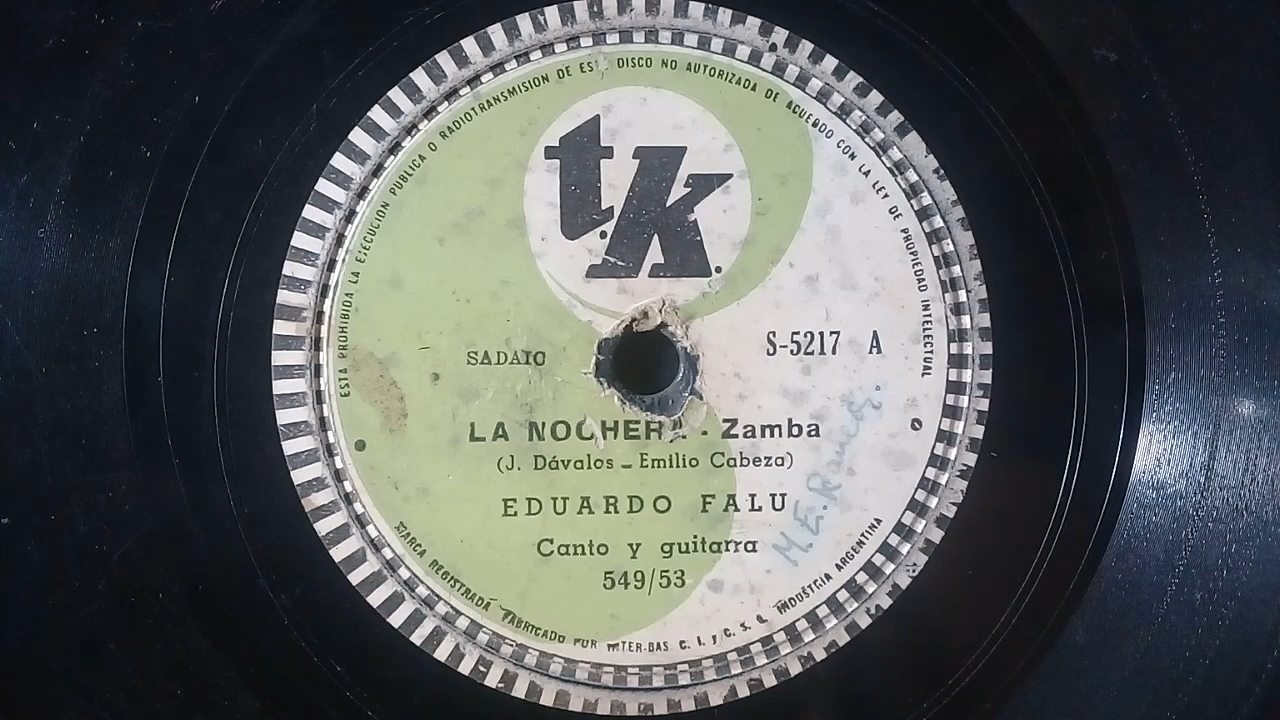 ESTA PROHIBIDA LA EJECUCION PUBLICA O RADIOTRANSMISION DE ESTE DISCO NO AUTORIZADA DE ACUERDO CON LA LEY DE PROPIEDAD INTELECTUAL
t.k.
SADAIC
S-5217 A
LA NOCHERA - Zamba
(J. Dávalos - Emilio Cabeza)
EDUARDO FALU
Canto y guitarra
549/53
M.E.
MARCA REGISTRADA FABRICADO POR INTER-BAS C. I. y C. S. A. INDUSTRIA ARGENTINA